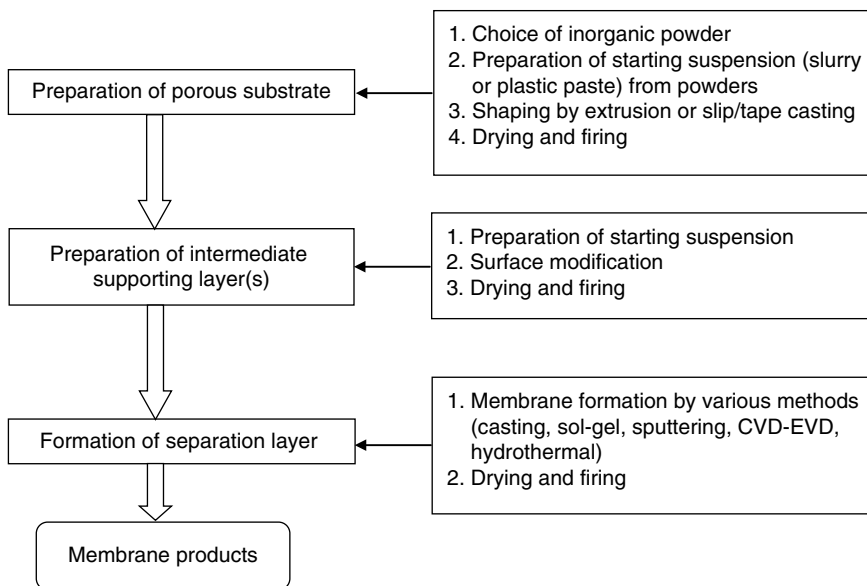 Preparation of porous substrate
1. Choice of inorganic powder
2. Preparation of starting suspension (slurry
or plastic paste) from powders
3. Shaping by extrusion or slip/tape casting
4. Drying and firing
Preparation of intermediate
supporting layer(s)
1. Preparation of starting suspension
2. Surface modification
3. Drying and firing
Formation of separation layer
1. Membrane formation by various methods
(casting, sol-gel, sputtering, CVD-EVD,
hydrothermal)
2. Drying and firing
Membrane products